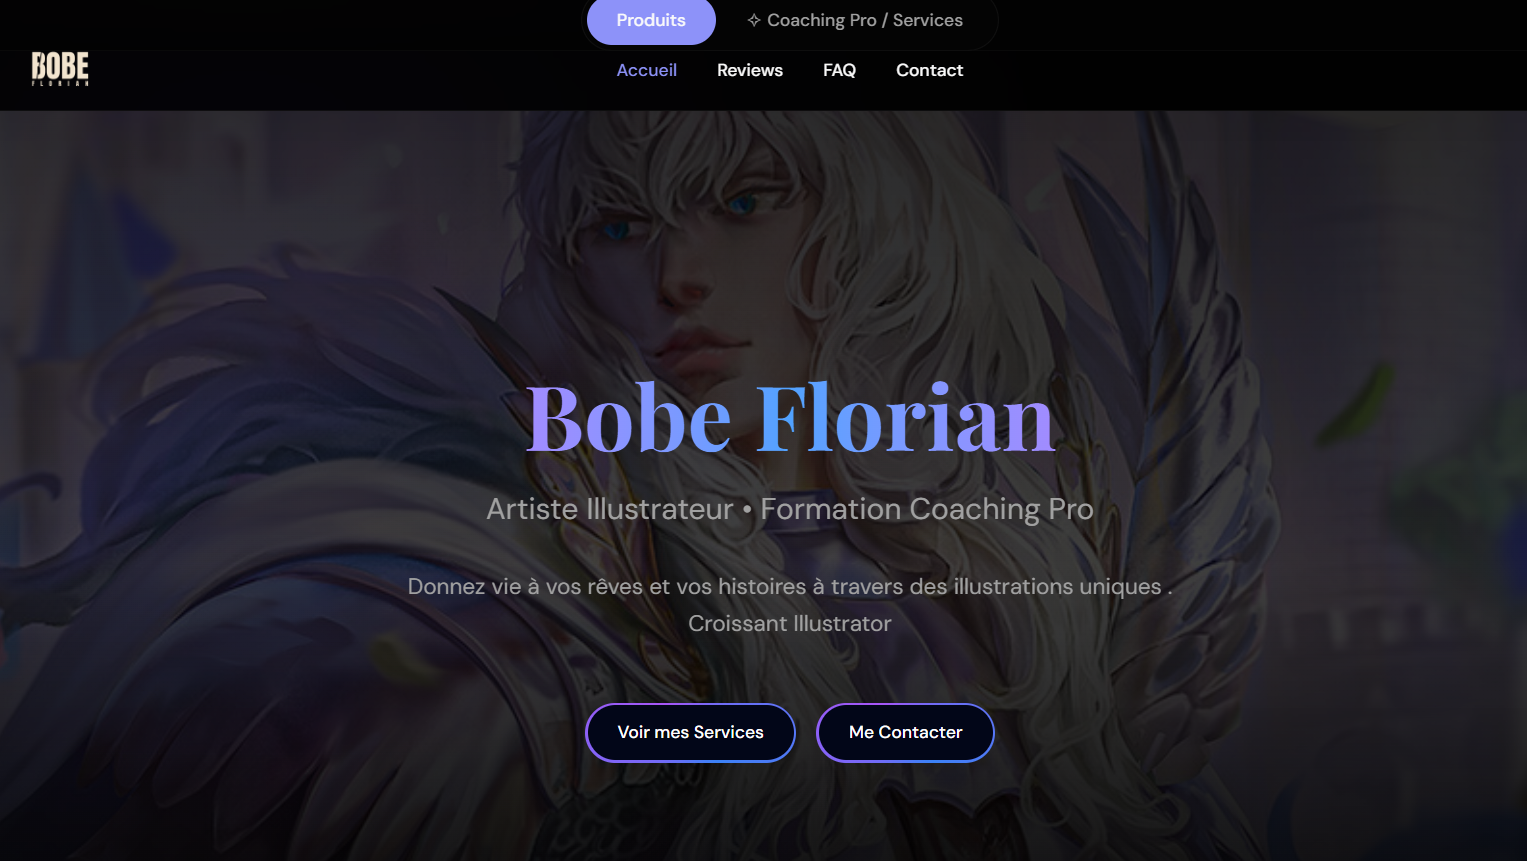 Produits
✧ Coaching Pro / Services
BOBE
FLORIAN
Accueil
Reviews
FAQ
Contact
Bobe Florian
Artiste Illustrateur • Formation Coaching Pro
Donnez vie à vos rêves et vos histoires à travers des illustrations uniques .
Croissant Illustrator
Voir mes Services
Me Contacter